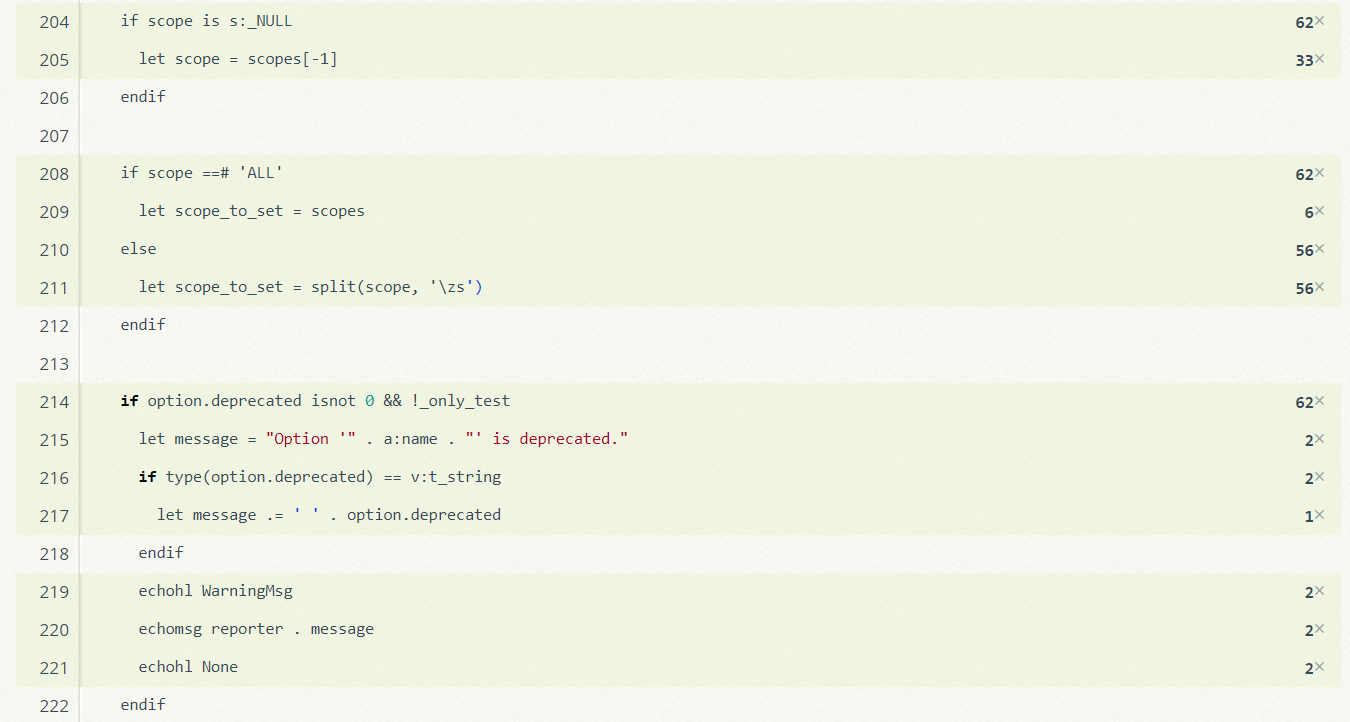 204 if scope is s:_NULL 62×
205 let scope = scopes[-1] 33×
206 endif
207
208 if scope ==# 'ALL' 62×
209 let scope_to_set = scopes 6×
210 else 56×
211 let scope_to_set = split(scope, '\zs') 56×
212 endif
213
214 if option.deprecated isnot 0 && !_only_test 62×
215 let message = "Option '" . a:name . "' is deprecated." 2×
216 if type(option.deprecated) == v:t_string 2×
217 let message .= ' ' . option.deprecated 1×
218 endif
219 echohl WarningMsg 2×
220 echomsg reporter . message 2×
221 echohl None 2×
222 endif